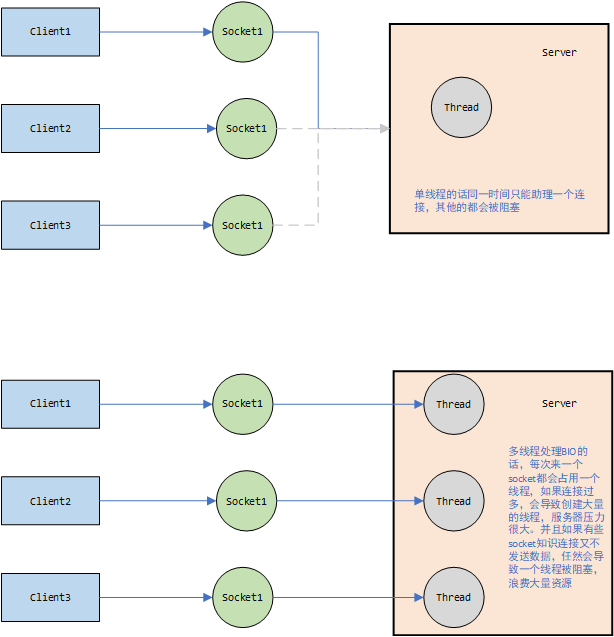 Client1
Socket1
Server
Thread
Client2
Socket1
单线程的话同一时间只能助理一个连
接，其他的都会被阻塞
Client3
Socket1
Client1
Socket1
Thread
Server
多线程处理BIO的
话，每次来一个
socket都会占用一个
线程，如果连接过
多，会导致创建大量
的线程，服务器压力
很大。并且如果有些
socket知识连接又不
发送数据，任然会导
致一个线程被阻塞，
浪费大量资源
Client2
Socket1
Thread
Client3
Socket1
Thread